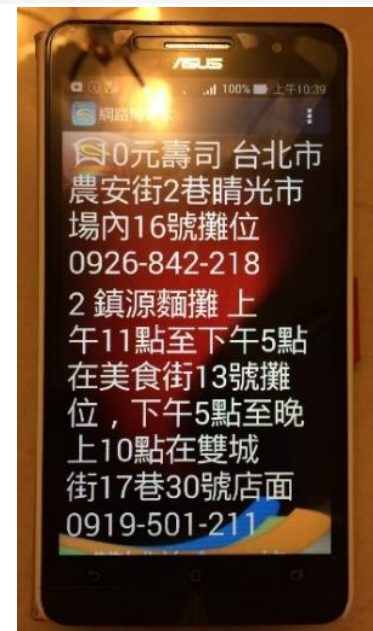 ASUS
100% 上午10:39
網路
10元壽司 台北市
農安街2巷晴光市
場內16號攤位
0926-842-218
2 鎮源麵攤 上
午11點至下午5點
在美食街13號攤
位，下午5點至晚
上10點在雙城
街17巷30號店面
0919-501-211